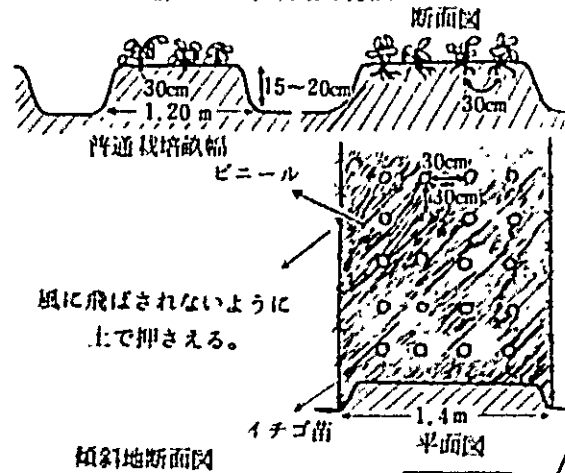 断面図
30cm
1.20 m
15〜20cm
30cm
普通栽培畝幅
ビニール
30cm
30cm
風に飛ばされないように
土で押さえる。
イチゴ苗
1.4m
平面図
傾斜地断面図